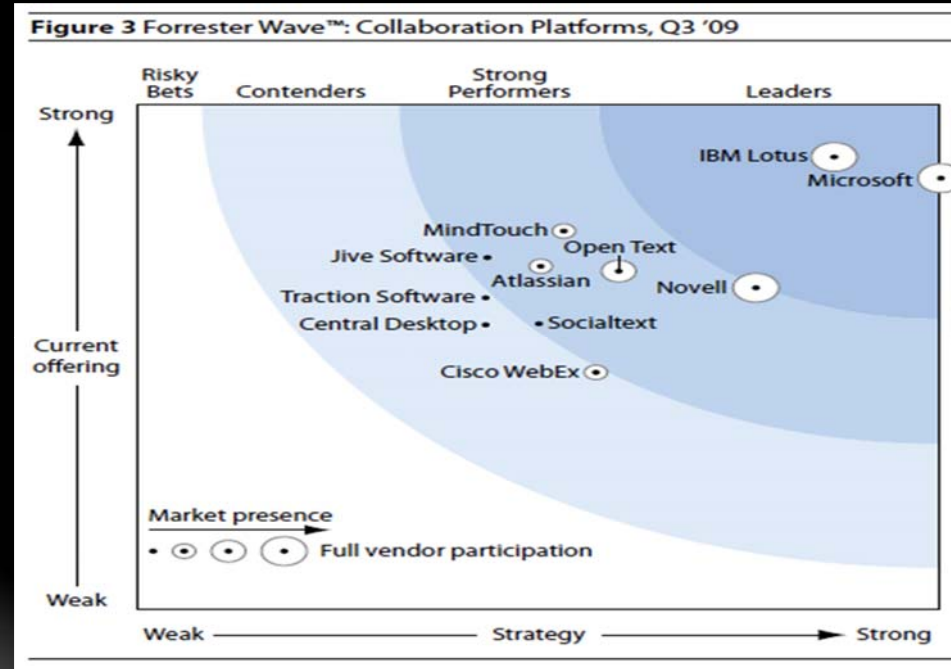 Figure 3 Forrester Wave™: Collaboration Platforms, Q3 ’09
Risky
Bets
Contenders
Strong
Performers
Leaders
Strong
IBM Lotus
Microsoft
MindTouch
Open Text
Jive Software
Atlassian
Novell
Traction Software
Central Desktop
Socialtext
Current
offering
Cisco WebEx
Market presence
Full vendor participation
Weak
Weak
Strategy
Strong